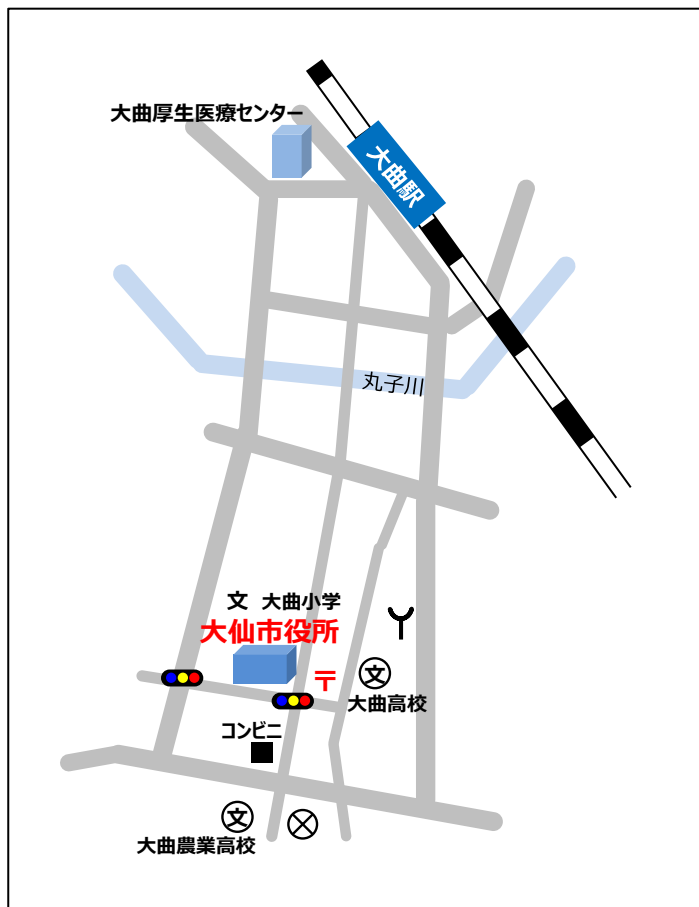 大曲厚生医療センター
大曲駅
丸子川
文 大曲小学
大仙市役所
〒
文
大曲高校
コンビニ
文
大曲農業高校